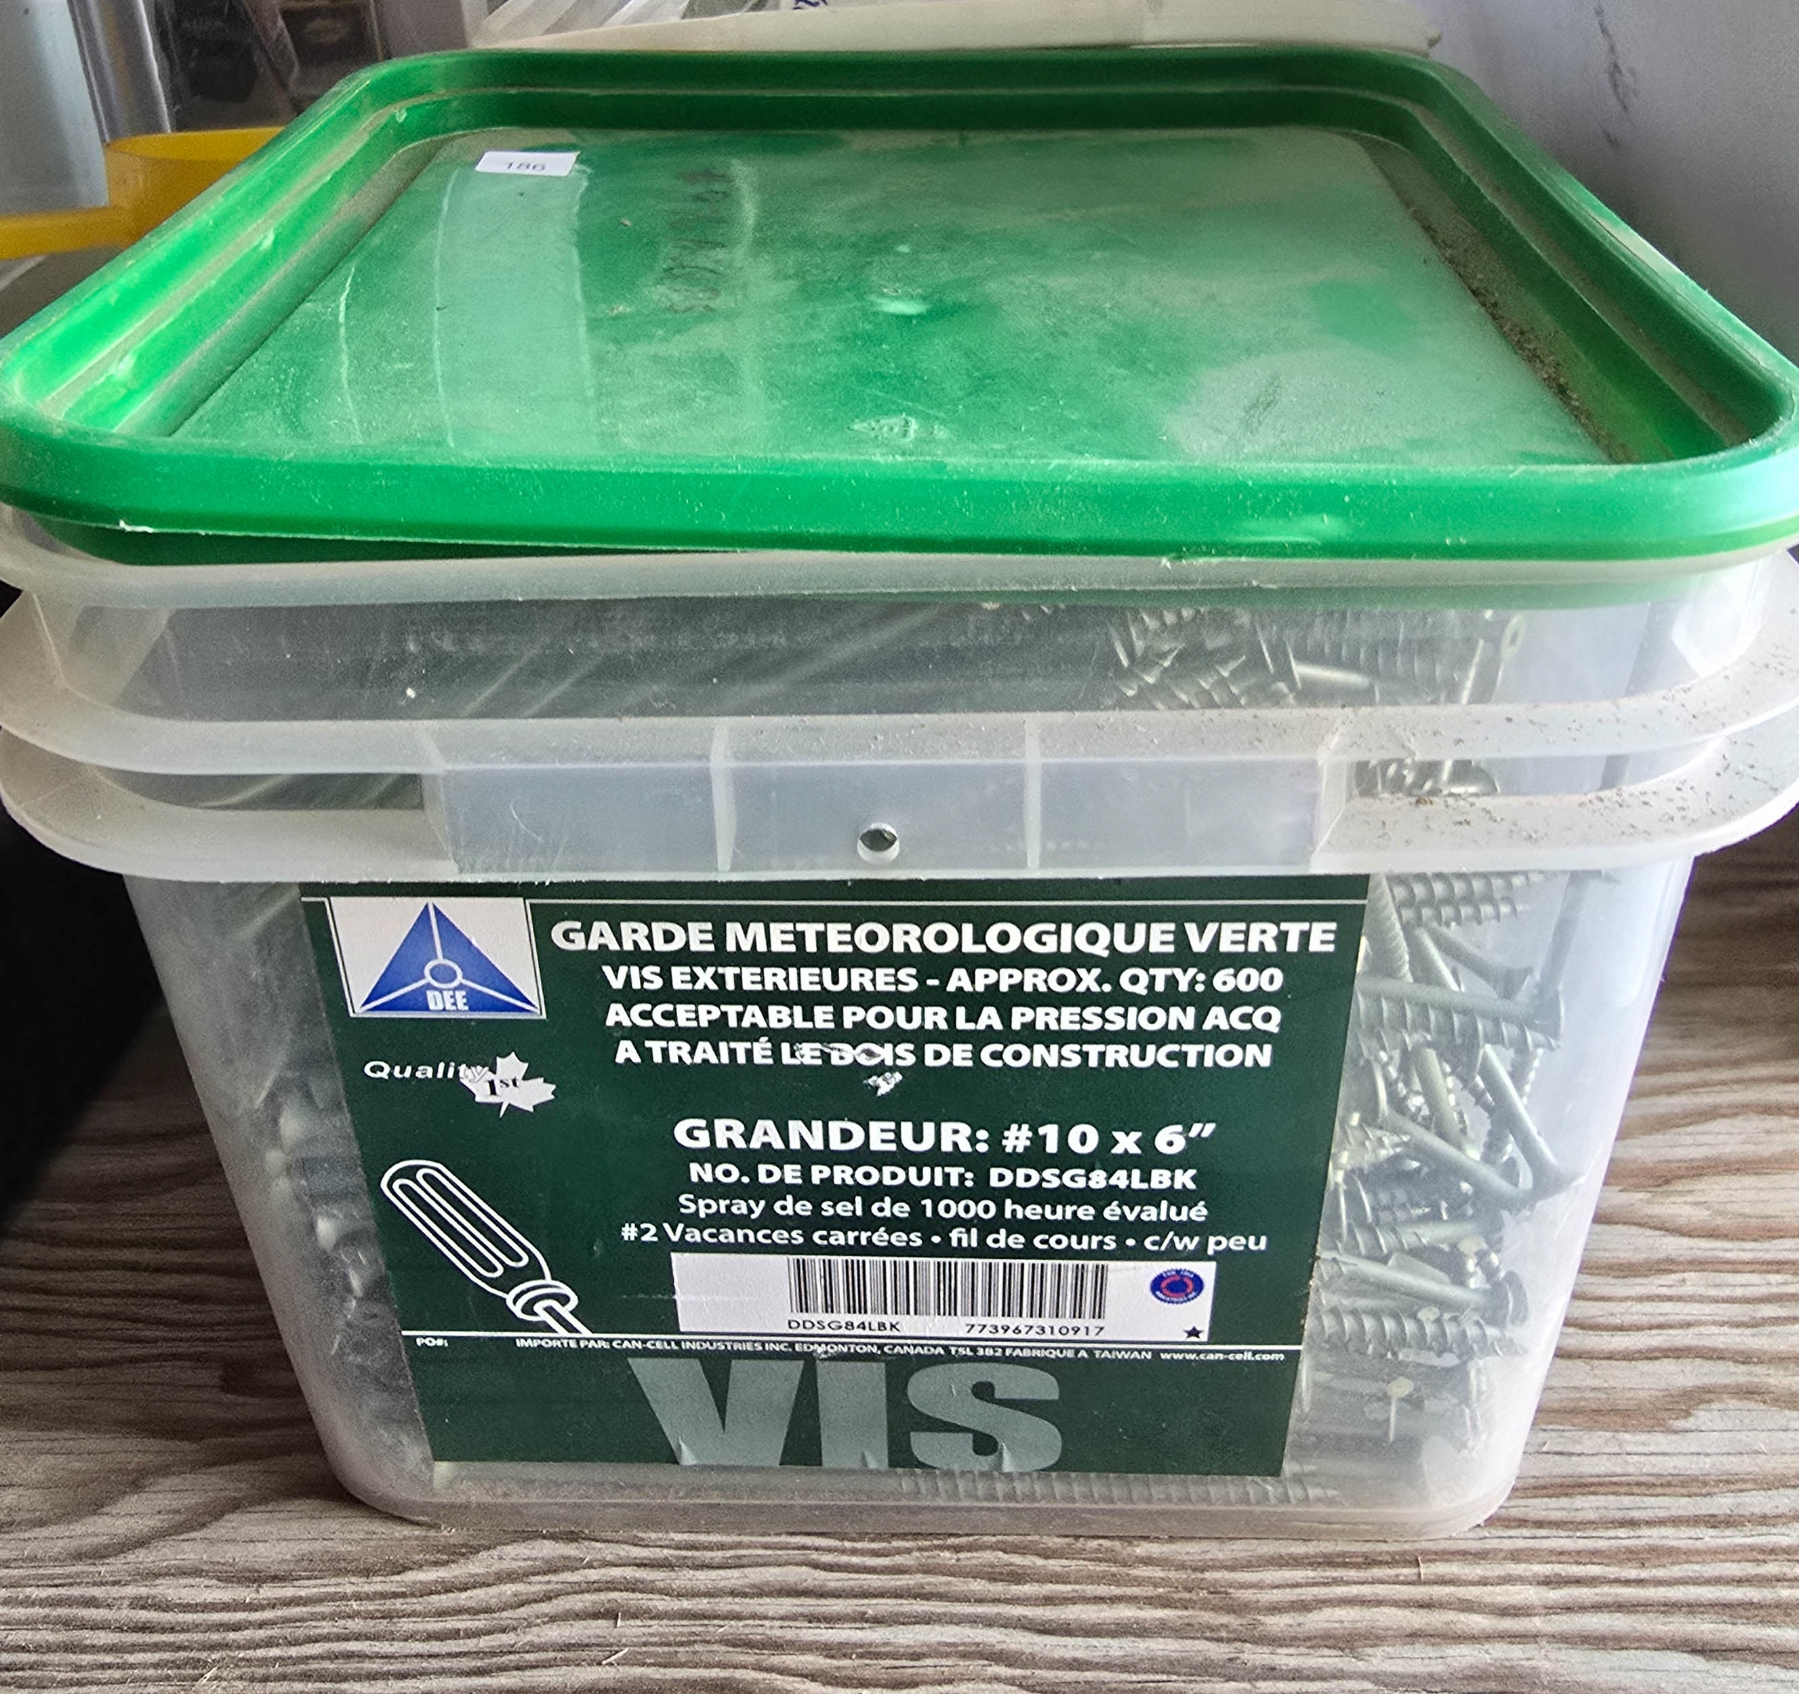 186
DEE
GARDE METEOROLOGIQUE VERTE
VIS EXTERIEURES - APPROX. QTY: 600
ACCEPTABLE POUR LA PRESSION ACQ
A TRAITÉ LE BOIS DE CONSTRUCTION
Quality 1st
GRANDEUR: #10 x 6"
NO. DE PRODUIT: DDSG84LBK
Spray de sel de 1000 heure évalué
#2 Vacances carrées • fil de cours • c/w peu
DDSG84LBK 773967310917
PO#: IMPORTE PAR: CAN-CELL INDUSTRIES INC. EDMONTON, CANADA T5L 3B2 FABRIQUE A TAIWAN www.can-cell.com
VIS